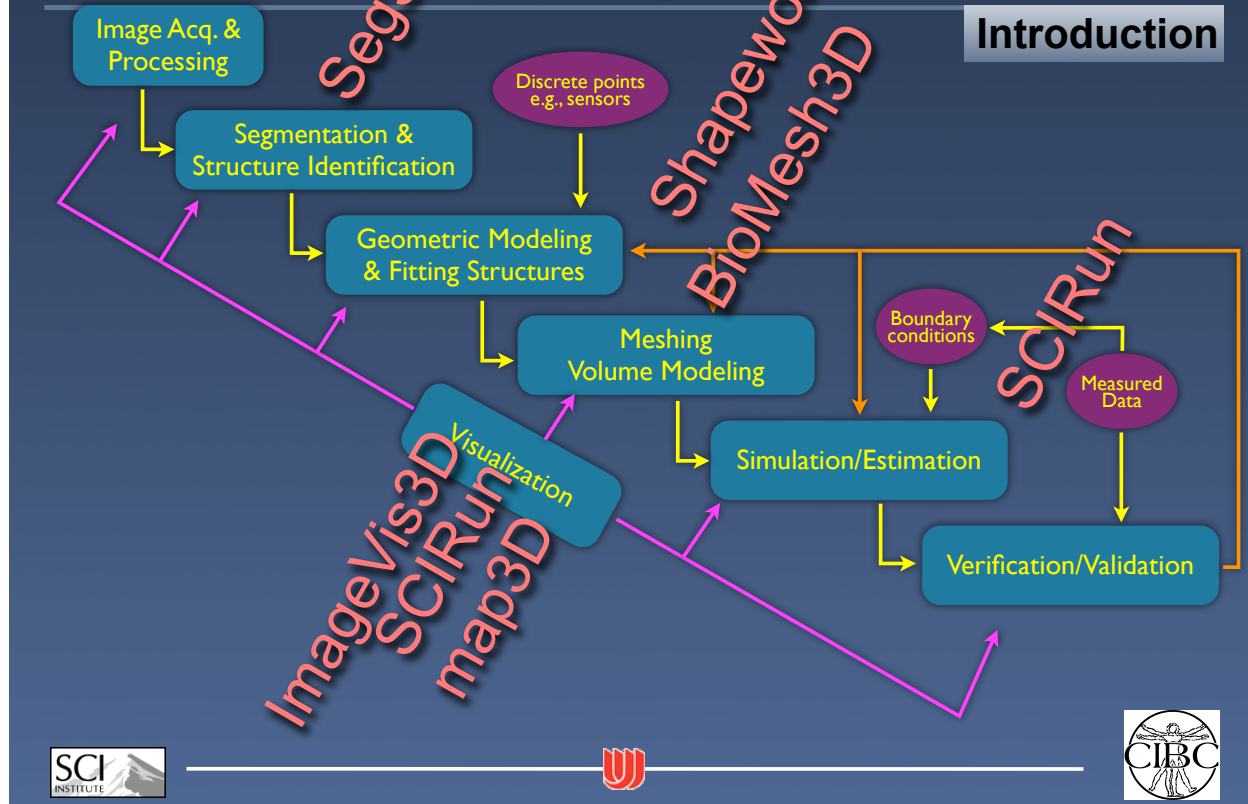 Introduction
Image Acq. &
Processing
Segmentation &
Structure Identification
Discrete points
e.g., sensors
Geometric Modeling
& Fitting Structures
BioMesh3D
Meshing
Volume Modeling
Boundary
conditions
SCIRun
Measured
Data
Simulation/Estimation
Verification/Validation
Visualization
ImageVis3D
SCIRun
map3D
SCI
INSTITUTE
CIBC